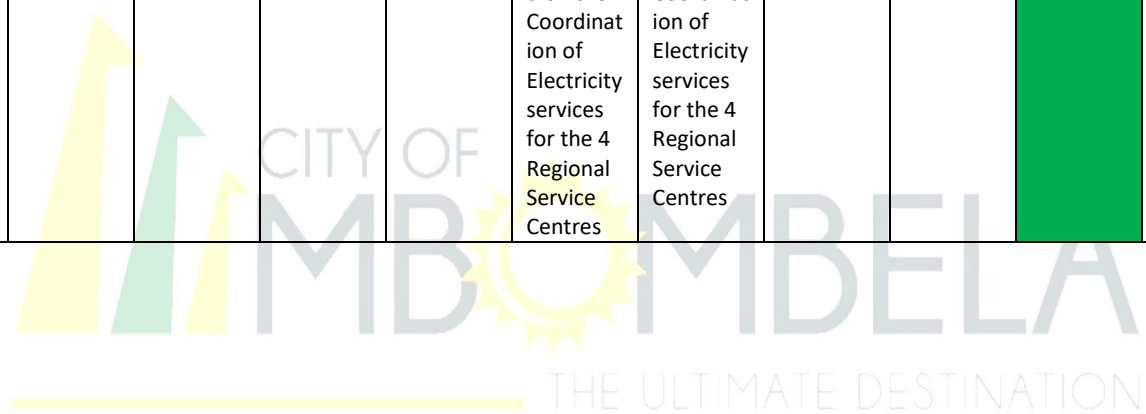 Coordinat
ion of
Electricity
services
for the 4
Regional
Service
Centres
ion of
Electricity
services
for the 4
Regional
Service
Centres
CITY OF
MBOMBELA
THE ULTIMATE DESTINATION